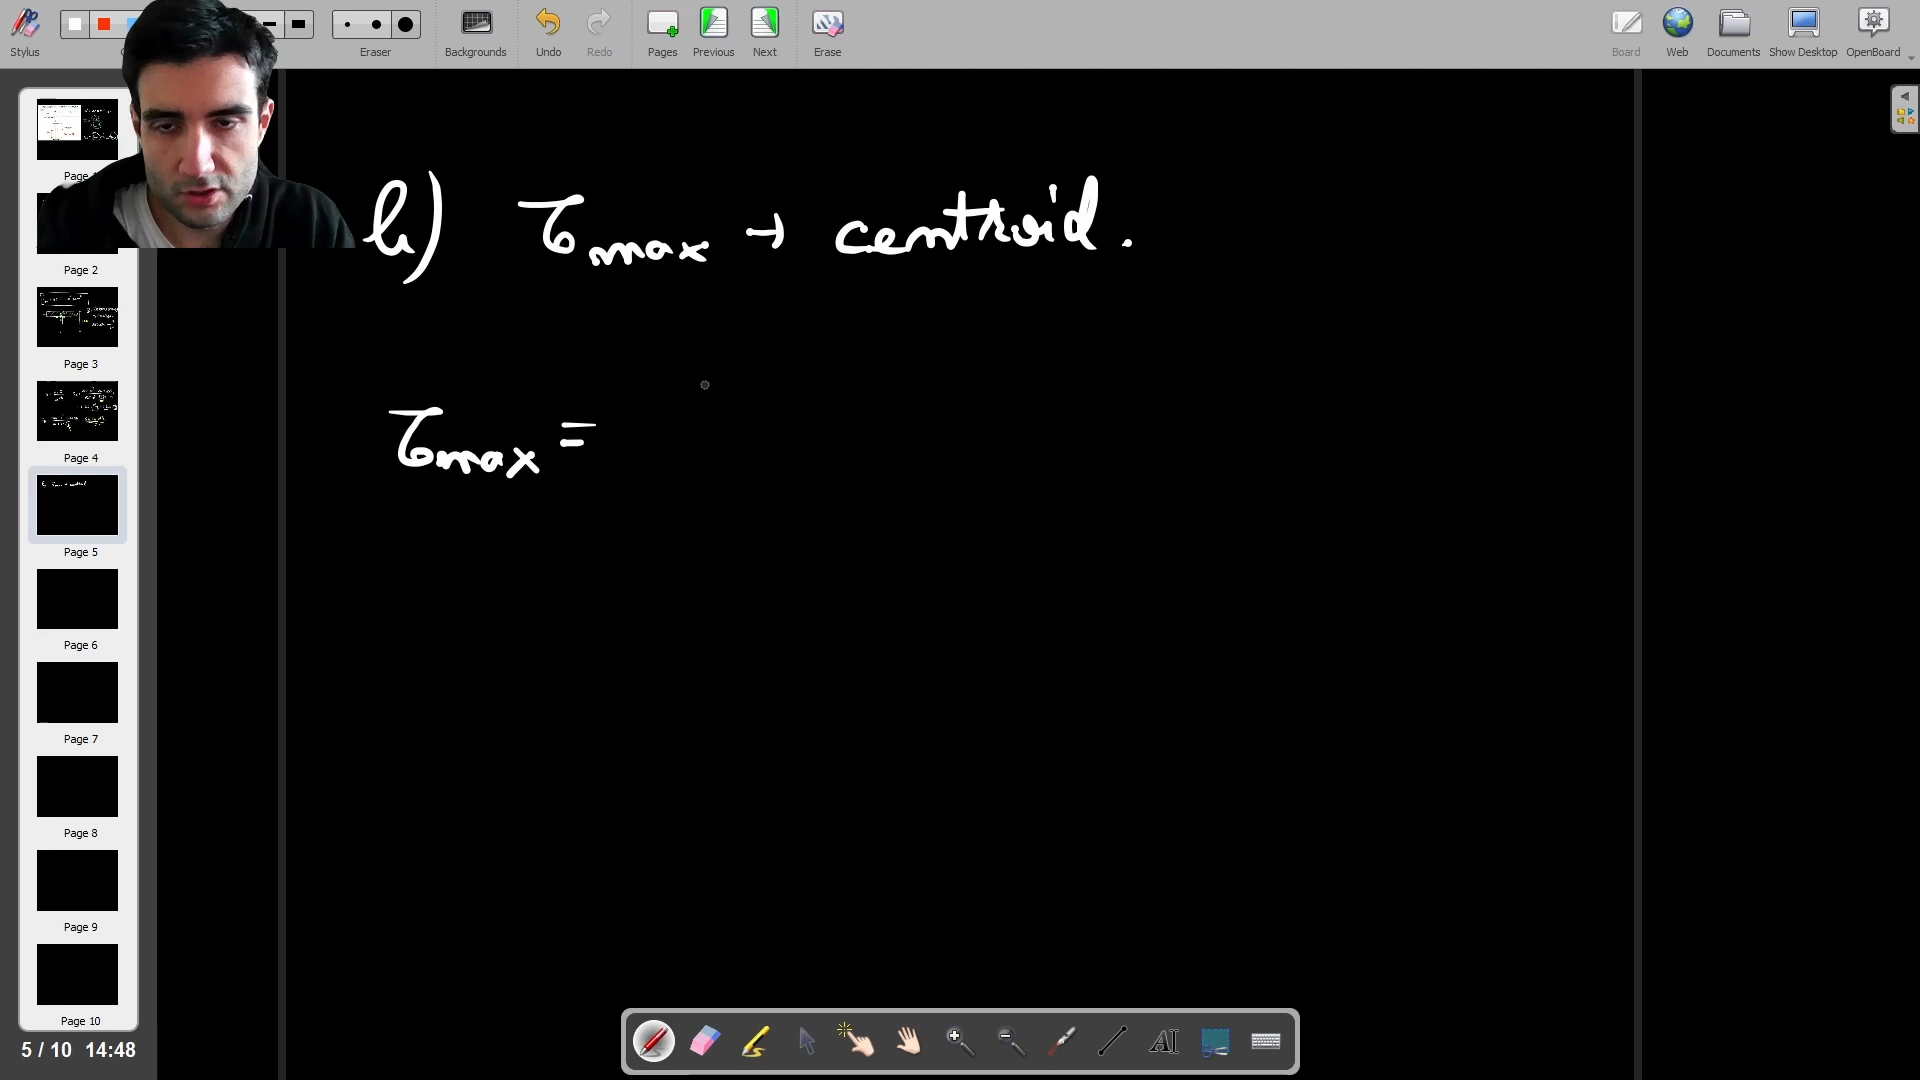 Stylus
Eraser
Backgrounds
Undo
Redo
Pages
Previous
Next
Erase
Board
Web
Documents
Show Desktop
OpenBoard
Page 2
Page 3
Page 4
Page 5
Page 6
Page 7
Page 8
Page 9
Page 10
5 / 10 14:48
b) τmax → centroid.
τmax =
AI